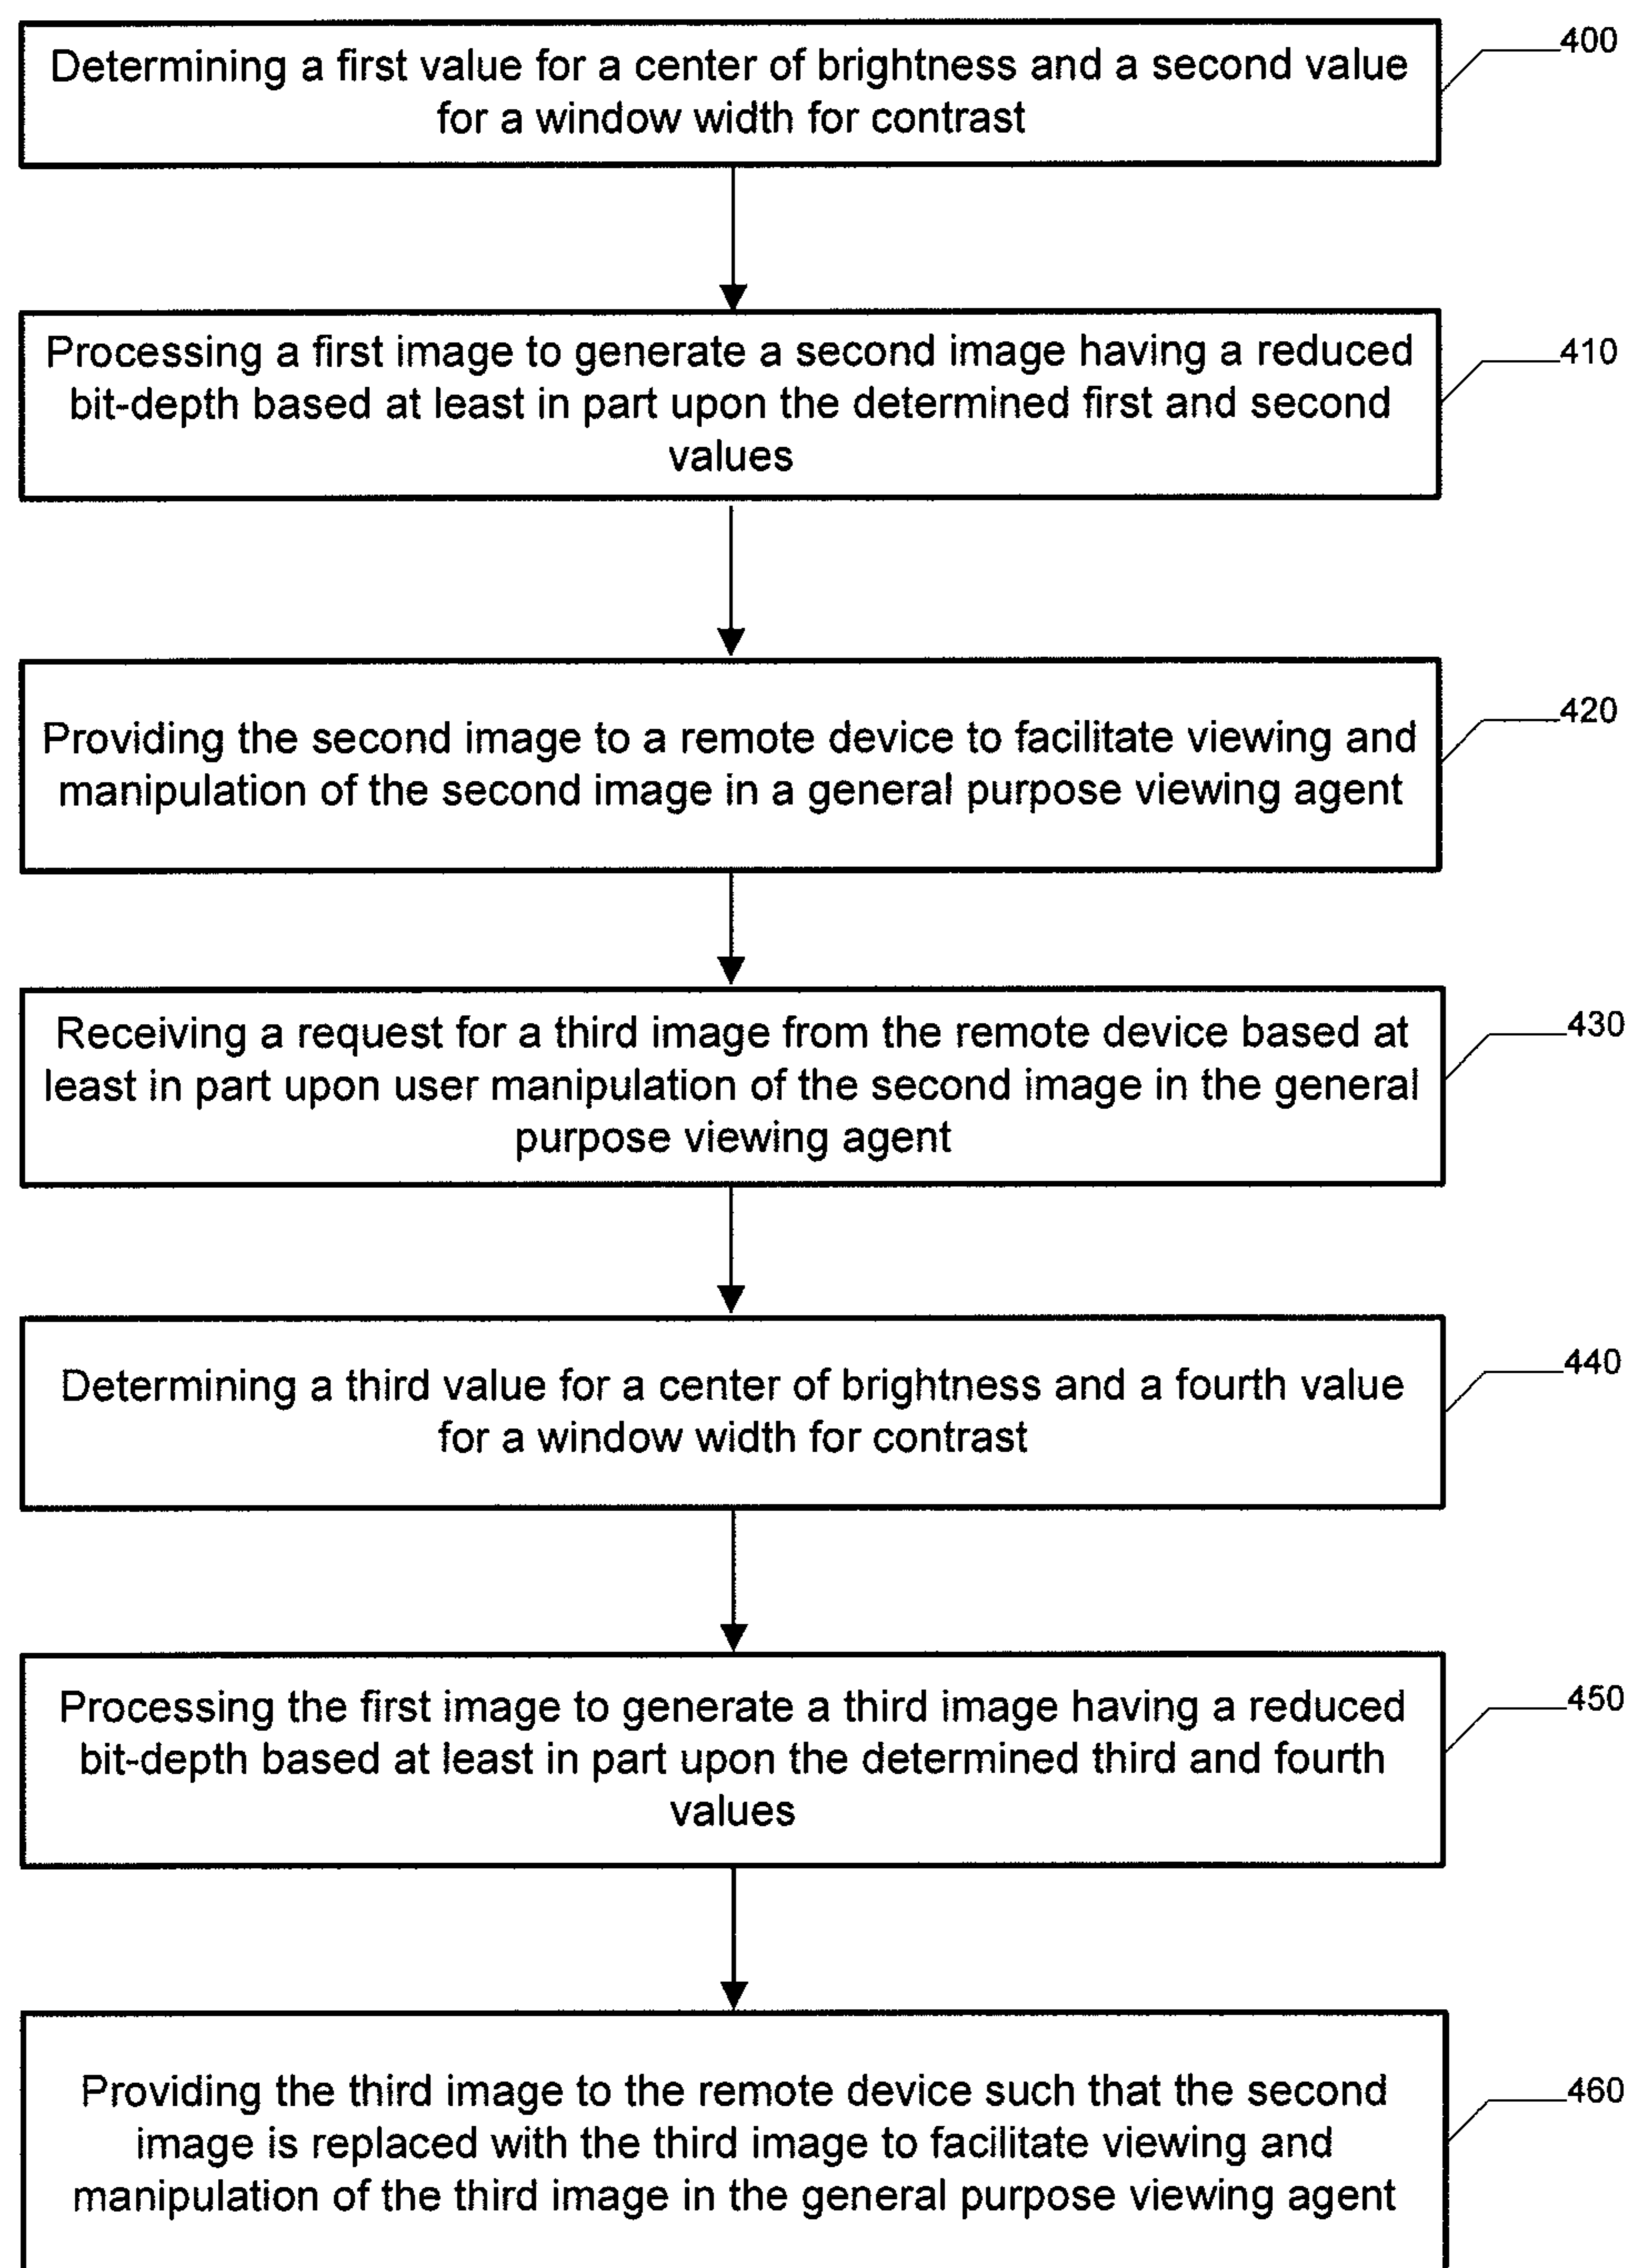 Determining a first value for a center of brightness and a second value
for a window width for contrast
400
Processing a first image to generate a second image having a reduced
bit-depth based at least in part upon the determined first and second
values
410
Providing the second image to a remote device to facilitate viewing and
manipulation of the second image in a general purpose viewing agent
420
Receiving a request for a third image from the remote device based at
least in part upon user manipulation of the second image in the general
purpose viewing agent
430
Determining a third value for a center of brightness and a fourth value
for a window width for contrast
440
Processing the first image to generate a third image having a reduced
bit-depth based at least in part upon the determined third and fourth
values
450
Providing the third image to the remote device such that the second
image is replaced with the third image to facilitate viewing and
manipulation of the third image in the general purpose viewing agent
460